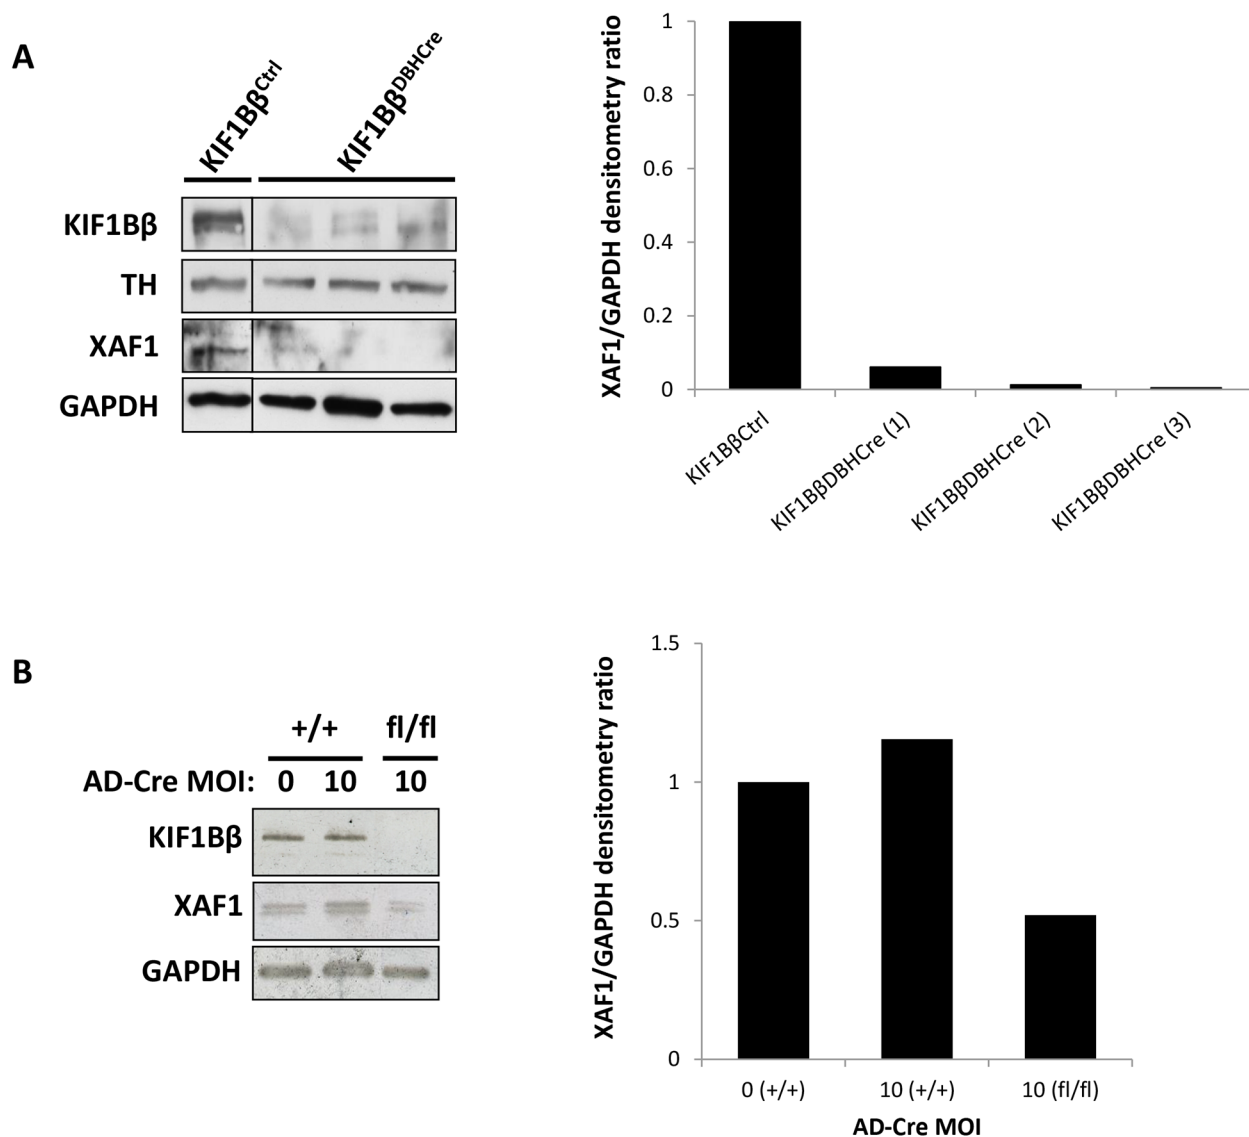 A
KIF1Bβ^Ctrl
KIF1Bβ^DBHCre
KIF1Bβ
TH
XAF1
GAPDH
XAF1/GAPDH densitometry ratio
1
0.8
0.6
0.4
0.2
0
KIF1BβCtrl
KIF1BβDBHCre (1)
KIF1BβDBHCre (2)
KIF1BβDBHCre (3)
B
+/+ fl/fl
AD-Cre MOI: 0 10 10
KIF1Bβ
XAF1
GAPDH
XAF1/GAPDH densitometry ratio
1.5
1
0.5
0
0 (+/+) 10 (+/+) 10 (fl/fl)
AD-Cre MOI